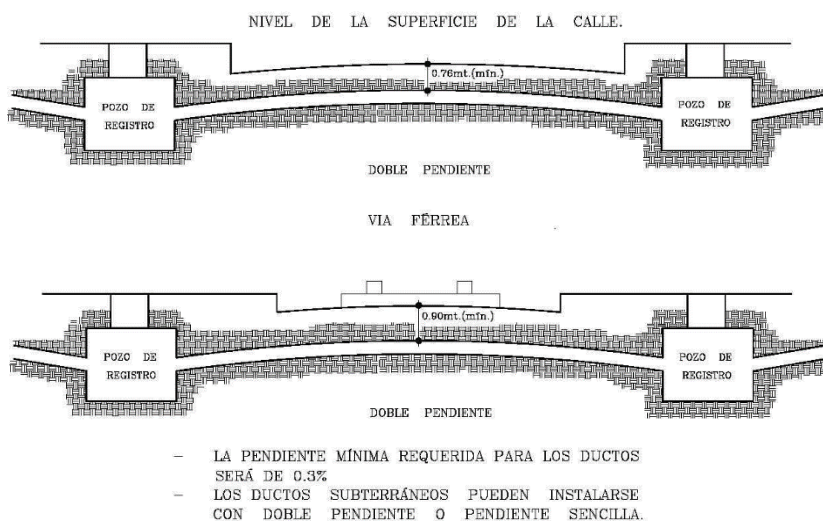 NIVEL DE LA SUPERFICIE DE LA CALLE.
0.76mt.(mín.)
POZO DE
REGISTRO
POZO DE
REGISTRO
DOBLE PENDIENTE
VIA FÉRREA
0.90mt.(mín.)
POZO DE
REGISTRO
POZO DE
REGISTRO
DOBLE PENDIENTE
– LA PENDIENTE MÍNIMA REQUERIDA PARA LOS DUCTOS
SERÁ DE 0.3%
– LOS DUCTOS SUBTERRÁNEOS PUEDEN INSTALARSE
CON DOBLE PENDIENTE O PENDIENTE SENCILLA.